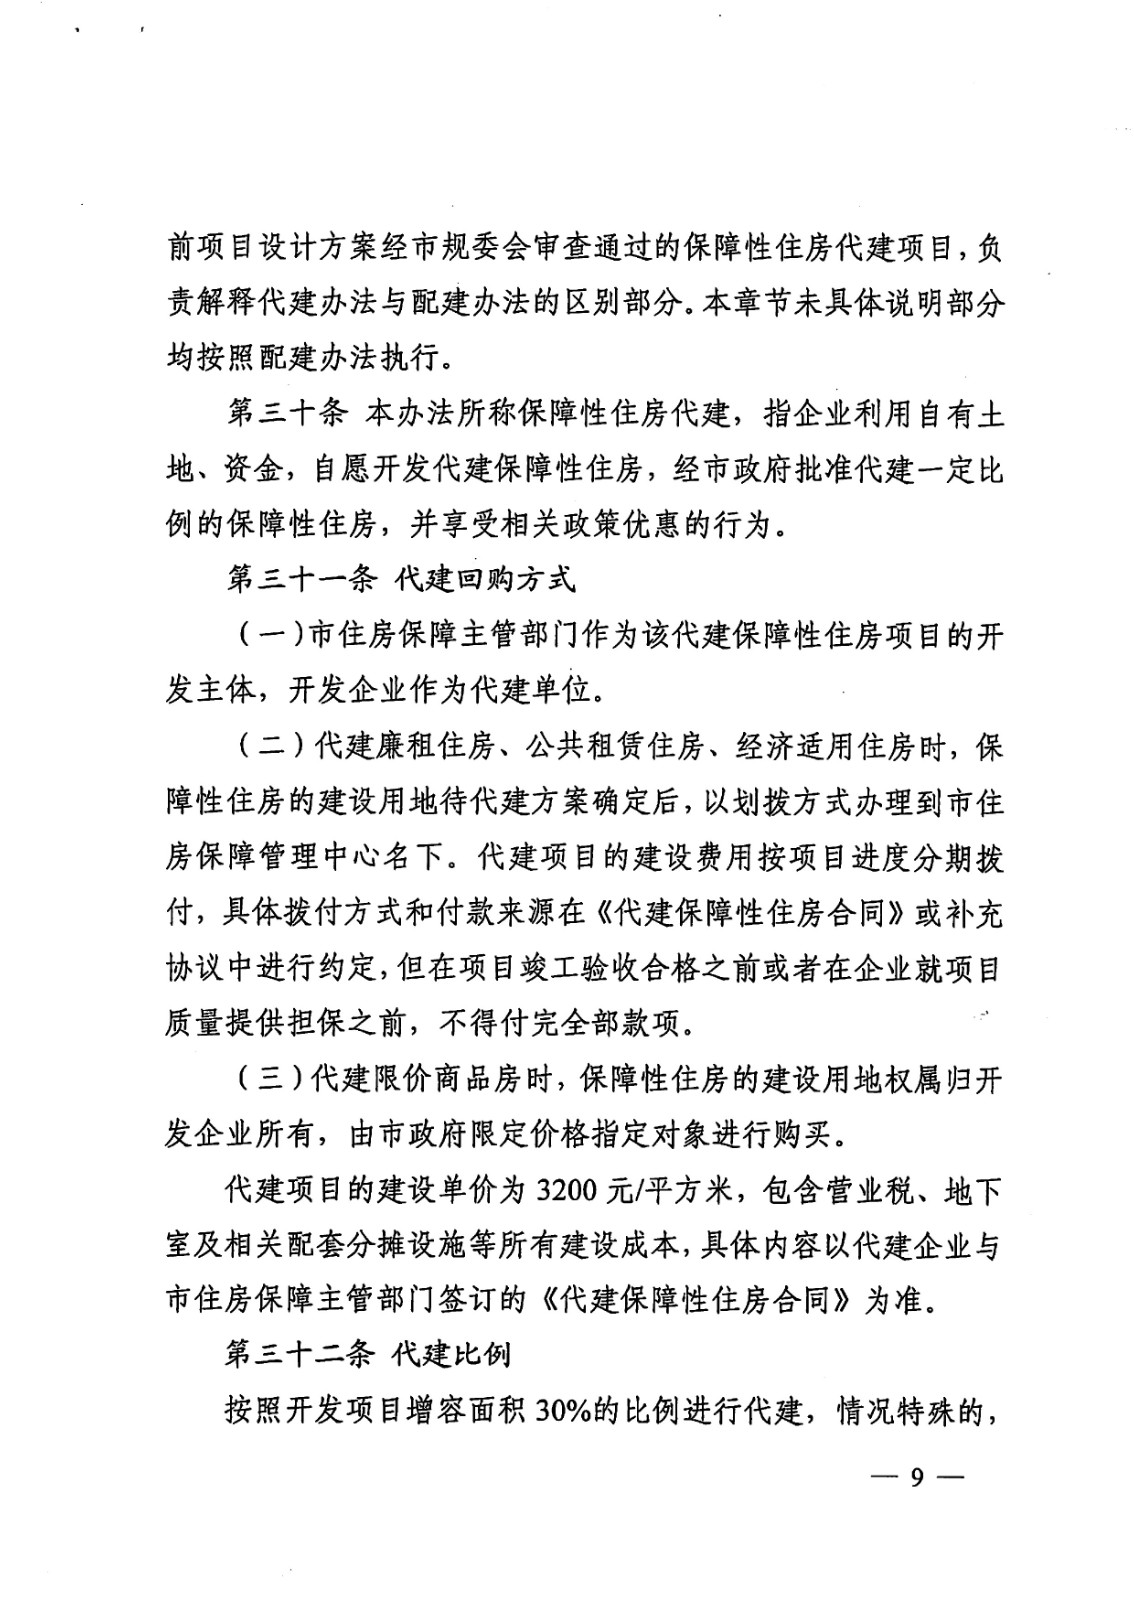 前项目设计方案经市规委会审查通过的保障性住房代建项目，负
责解释代建办法与配建办法的区别部分。本章节未具体说明部分
均按照配建办法执行。
第三十条 本办法所称保障性住房代建，指企业利用自有土
地、资金，自愿开发代建保障性住房，经市政府批准代建一定比
例的保障性住房，并享受相关政策优惠的行为。
第三十一条 代建回购方式
（一）市住房保障主管部门作为该代建保障性住房项目的开
发主体，开发企业作为代建单位。
（二）代建廉租住房、公共租赁住房、经济适用住房时，保
障性住房的建设用地待代建方案确定后，以划拨方式办理到市住
房保障管理中心名下。代建项目的建设费用按项目进度分期拨
付，具体拨付方式和付款来源在《代建保障性住房合同》或补充
协议中进行约定，但在项目竣工验收合格之前或者在企业就项目
质量提供担保之前，不得付完全部款项。
（三）代建限价商品房时，保障性住房的建设用地权属归开
发企业所有，由市政府限定价格指定对象进行购买。
代建项目的建设单价为 3200 元/平方米，包含营业税、地下
室及相关配套分摊设施等所有建设成本，具体内容以代建企业与
市住房保障主管部门签订的《代建保障性住房合同》为准。
第三十二条 代建比例
按照开发项目增容面积 30%的比例进行代建，情况特殊的，
— 9 —